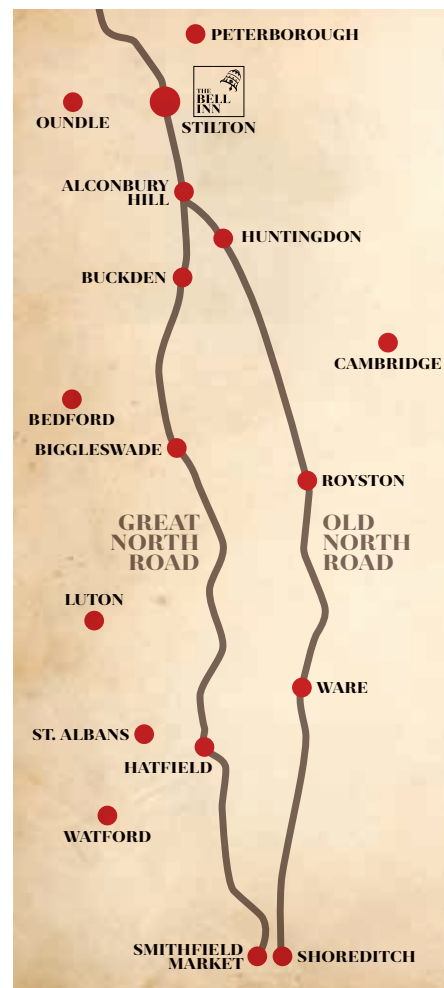 PETERBOROUGH
THE
BELL
INN
OUNDLE
STILTON
ALCONBURY
HILL
HUNTINGDON
BUCKDEN
CAMBRIDGE
BEDFORD
BIGGLESWADE
ROYSTON
GREAT
NORTH
ROAD
OLD
NORTH
ROAD
LUTON
WARE
ST. ALBANS
HATFIELD
WATFORD
SMITHFIELD
MARKET
SHOREDITCH